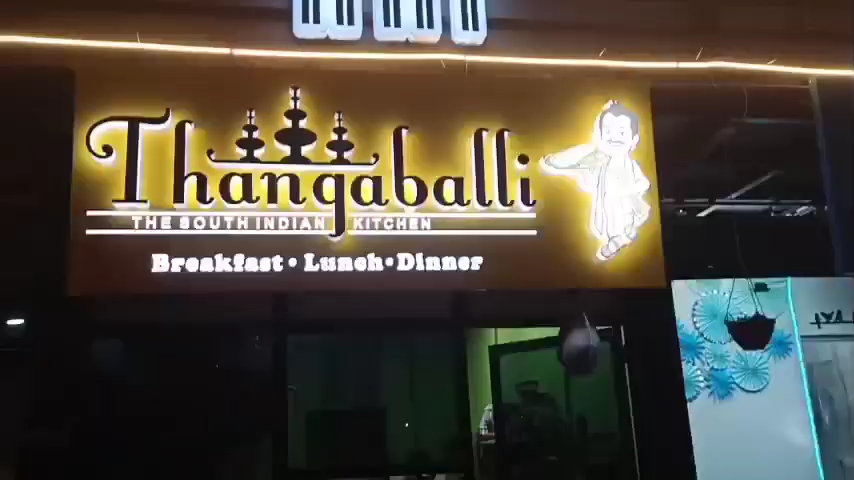 Thangaballi
THE SOUTH INDIAN KITCHEN
Breakfast • Lunch • Dinner